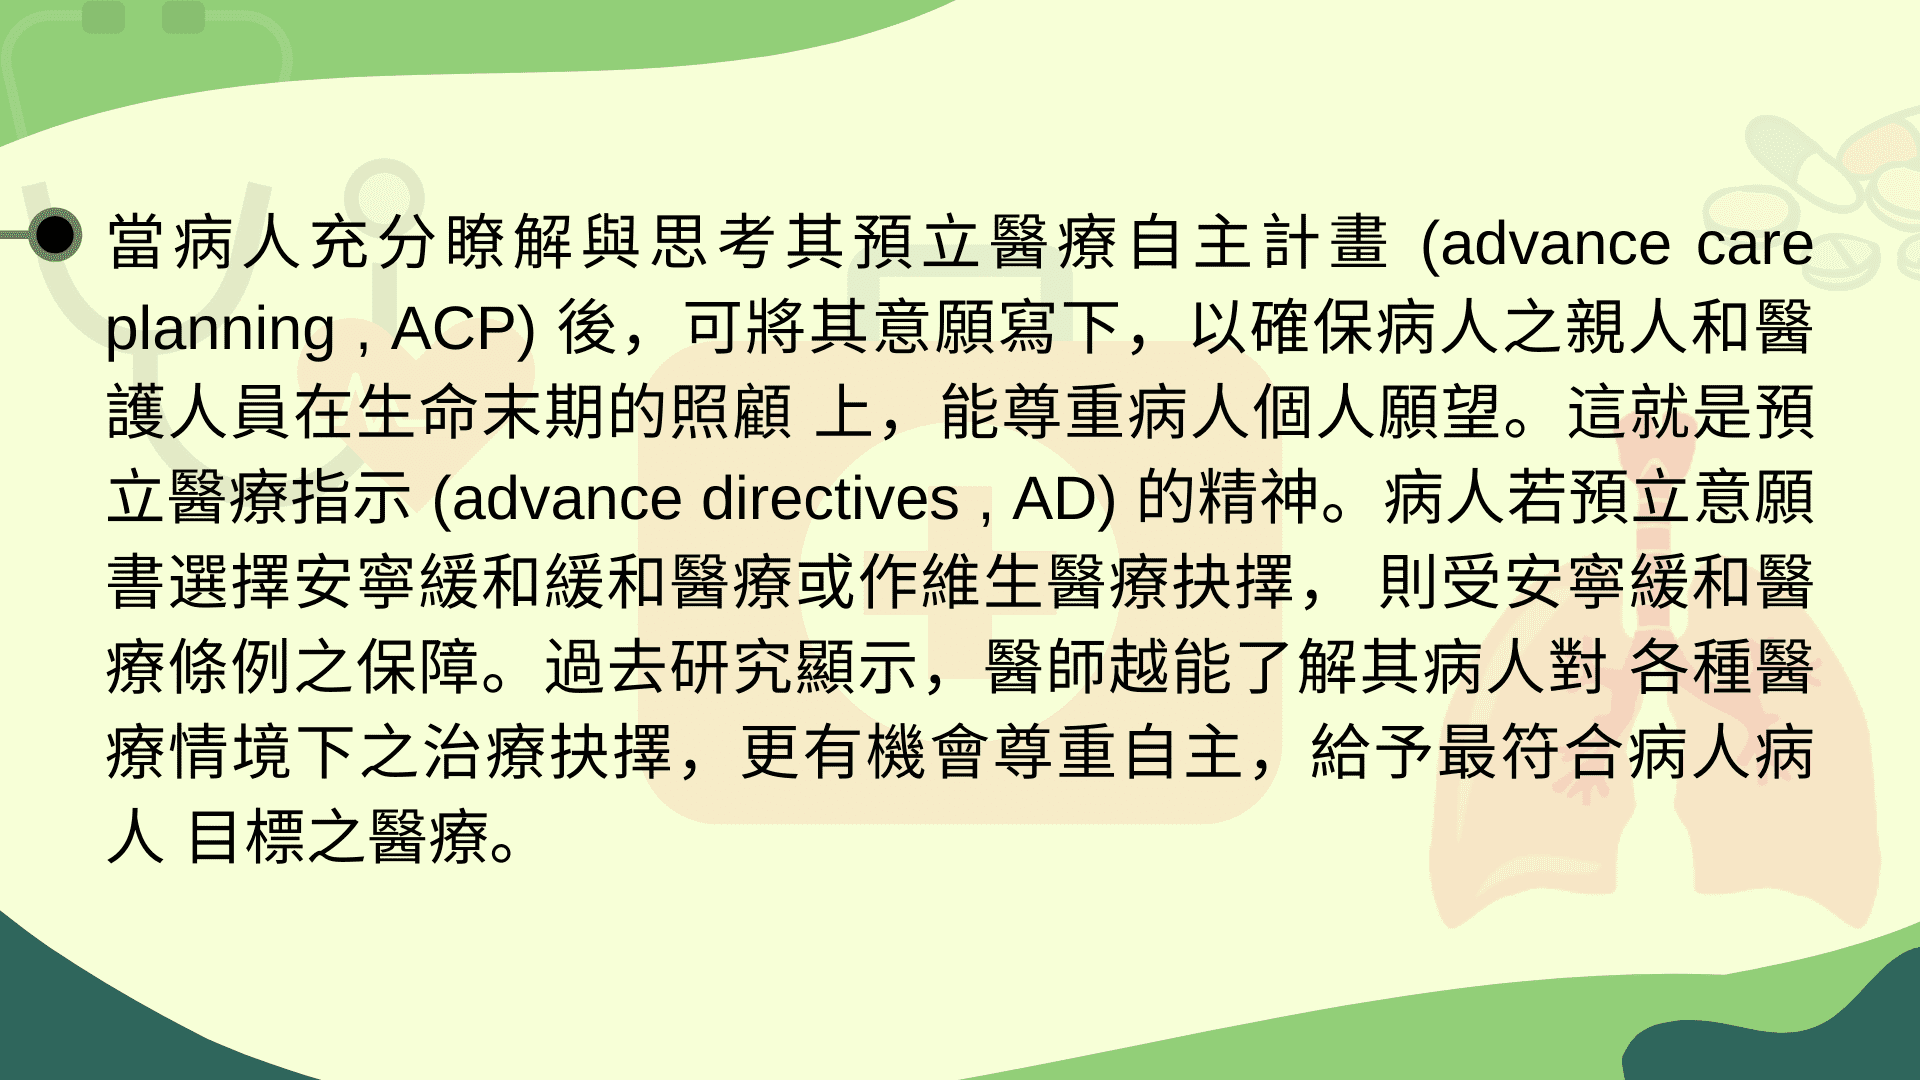 當病人充分瞭解與思考其預立醫療自主計畫 (advance care
planning , ACP) 後，可將其意願寫下，以確保病人之親人和醫
護人員在生命末期的照顧 上，能尊重病人個人願望。這就是預
立醫療指示 (advance directives , AD) 的精神。病人若預立意願
書選擇安寧緩和緩和醫療或作維生醫療抉擇， 則受安寧緩和醫
療條例之保障。過去研究顯示，醫師越能了解其病人對 各種醫
療情境下之治療抉擇，更有機會尊重自主，給予最符合病人病
人 目標之醫療。